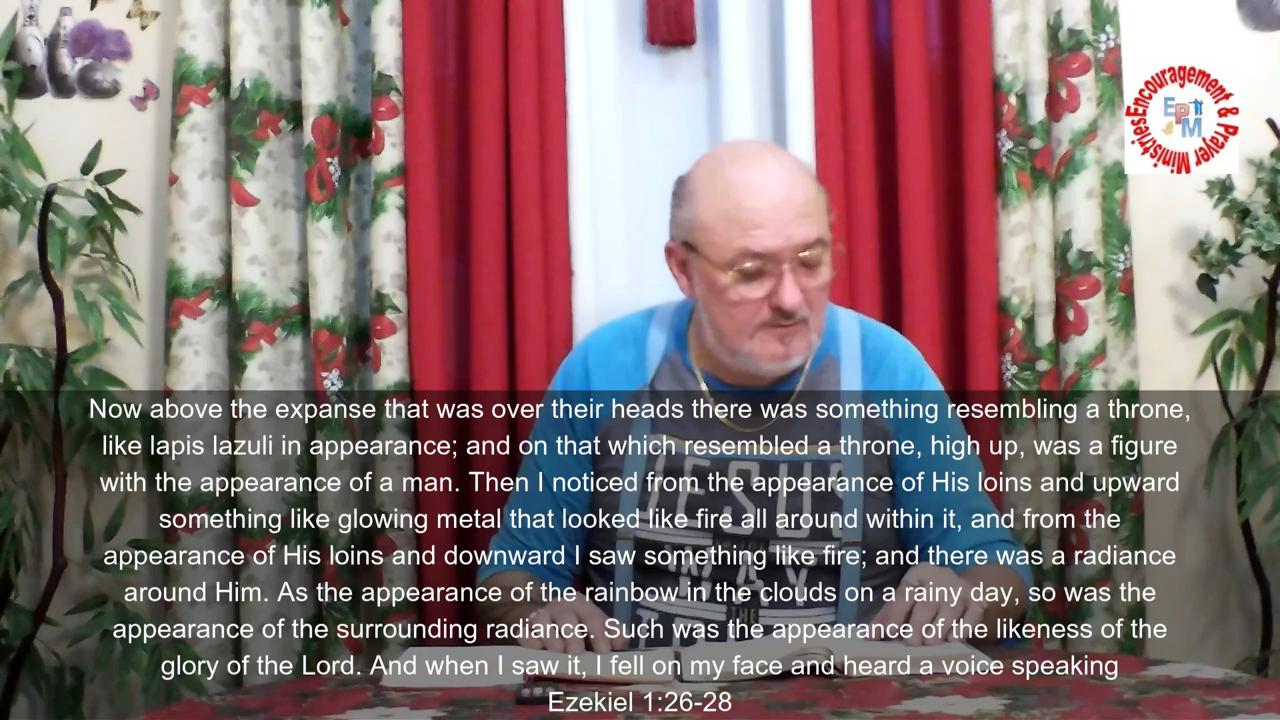 Encouragement & Prayer Ministries
EPM
Now above the expanse that was over their heads there was something resembling a throne,
like lapis lazuli in appearance; and on that which resembled a throne, high up, was a figure
with the appearance of a man. Then I noticed from the appearance of His loins and upward
something like glowing metal that looked like fire all around within it, and from the
appearance of His loins and downward I saw something like fire; and there was a radiance
around Him. As the appearance of the rainbow in the clouds on a rainy day, so was the
appearance of the surrounding radiance. Such was the appearance of the likeness of the
glory of the Lord. And when I saw it, I fell on my face and heard a voice speaking
Ezekiel 1:26-28
JESUS
WAY
THE